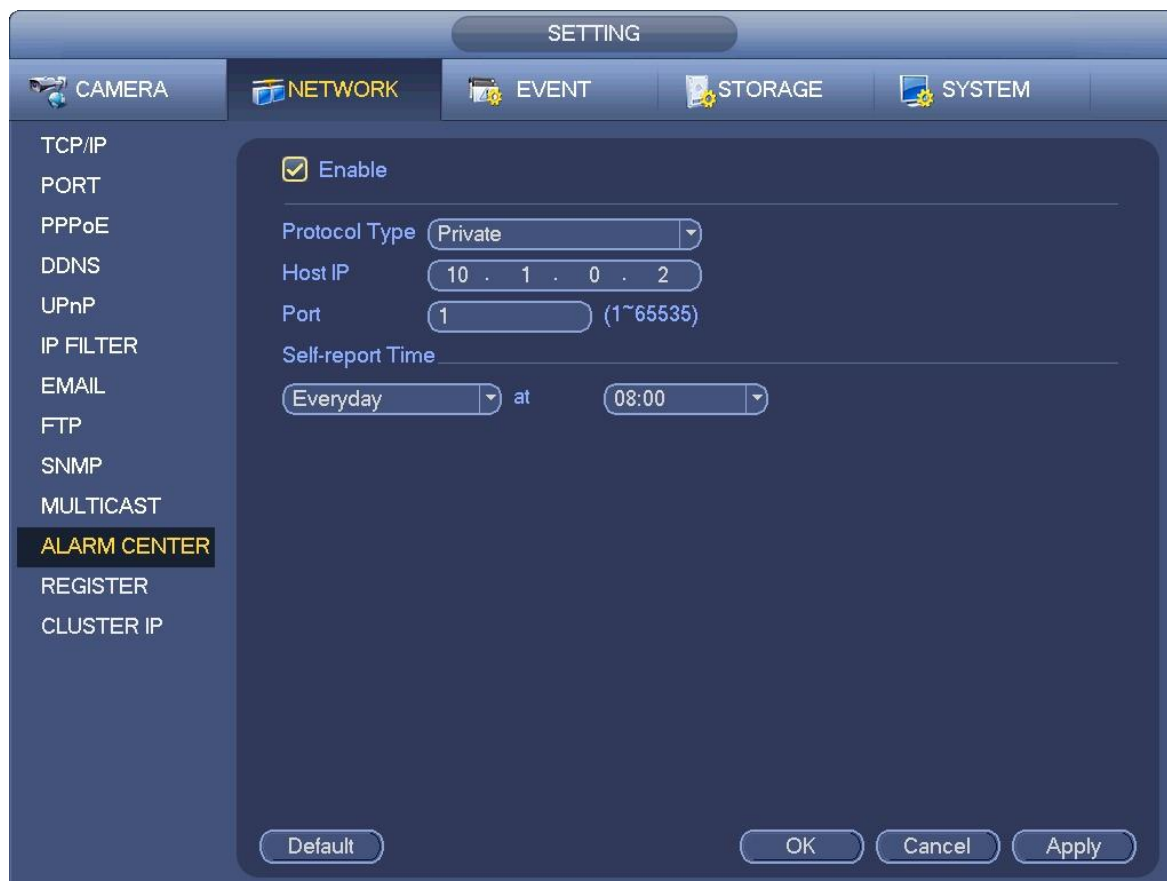 SETTING
CAMERA NETWORK EVENT STORAGE SYSTEM
TCP/IP
PORT
PPPoE
DDNS
UPnP
IP FILTER
EMAIL
FTP
SNMP
MULTICAST
ALARM CENTER
REGISTER
CLUSTER IP
Enable
Protocol Type Private
Host IP 10 . 1 . 0 . 2
Port 1 (1~65535)
Self-report Time
Everyday at 08:00
Default OK Cancel Apply